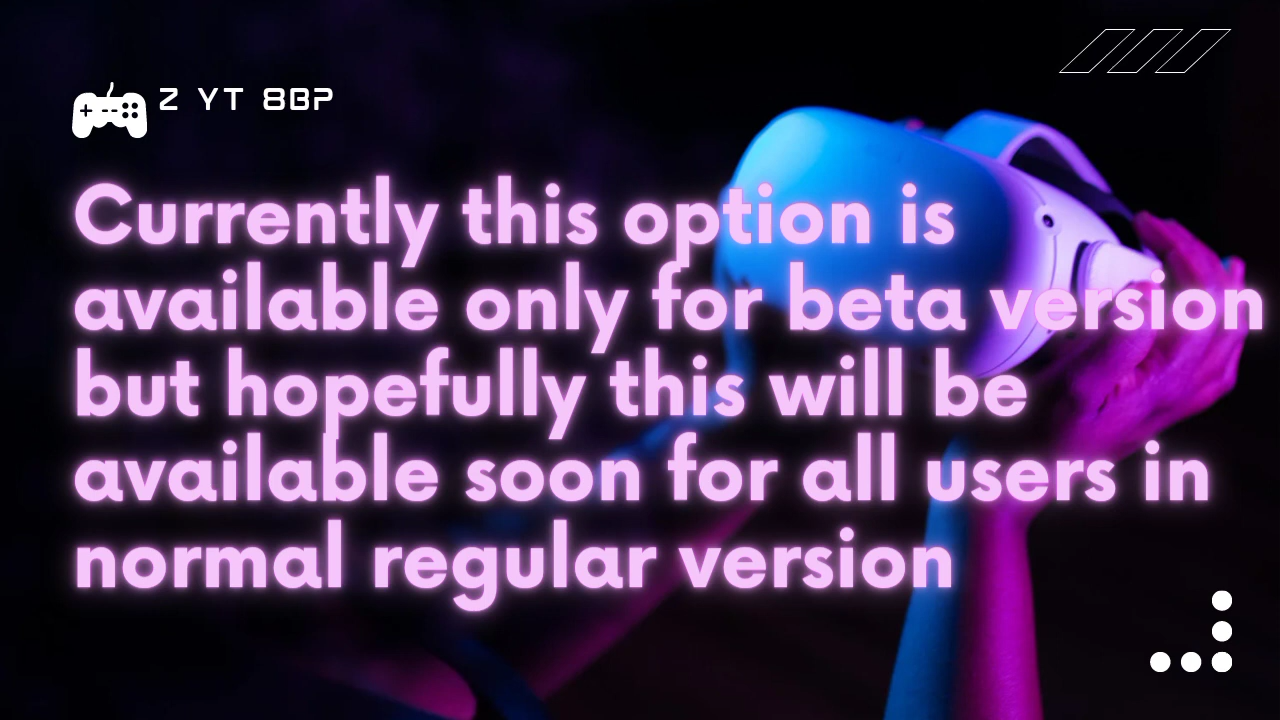 Z YT 8BP
Currently this option is
available only for beta version
but hopefully this will be
available soon for all users in
normal regular version